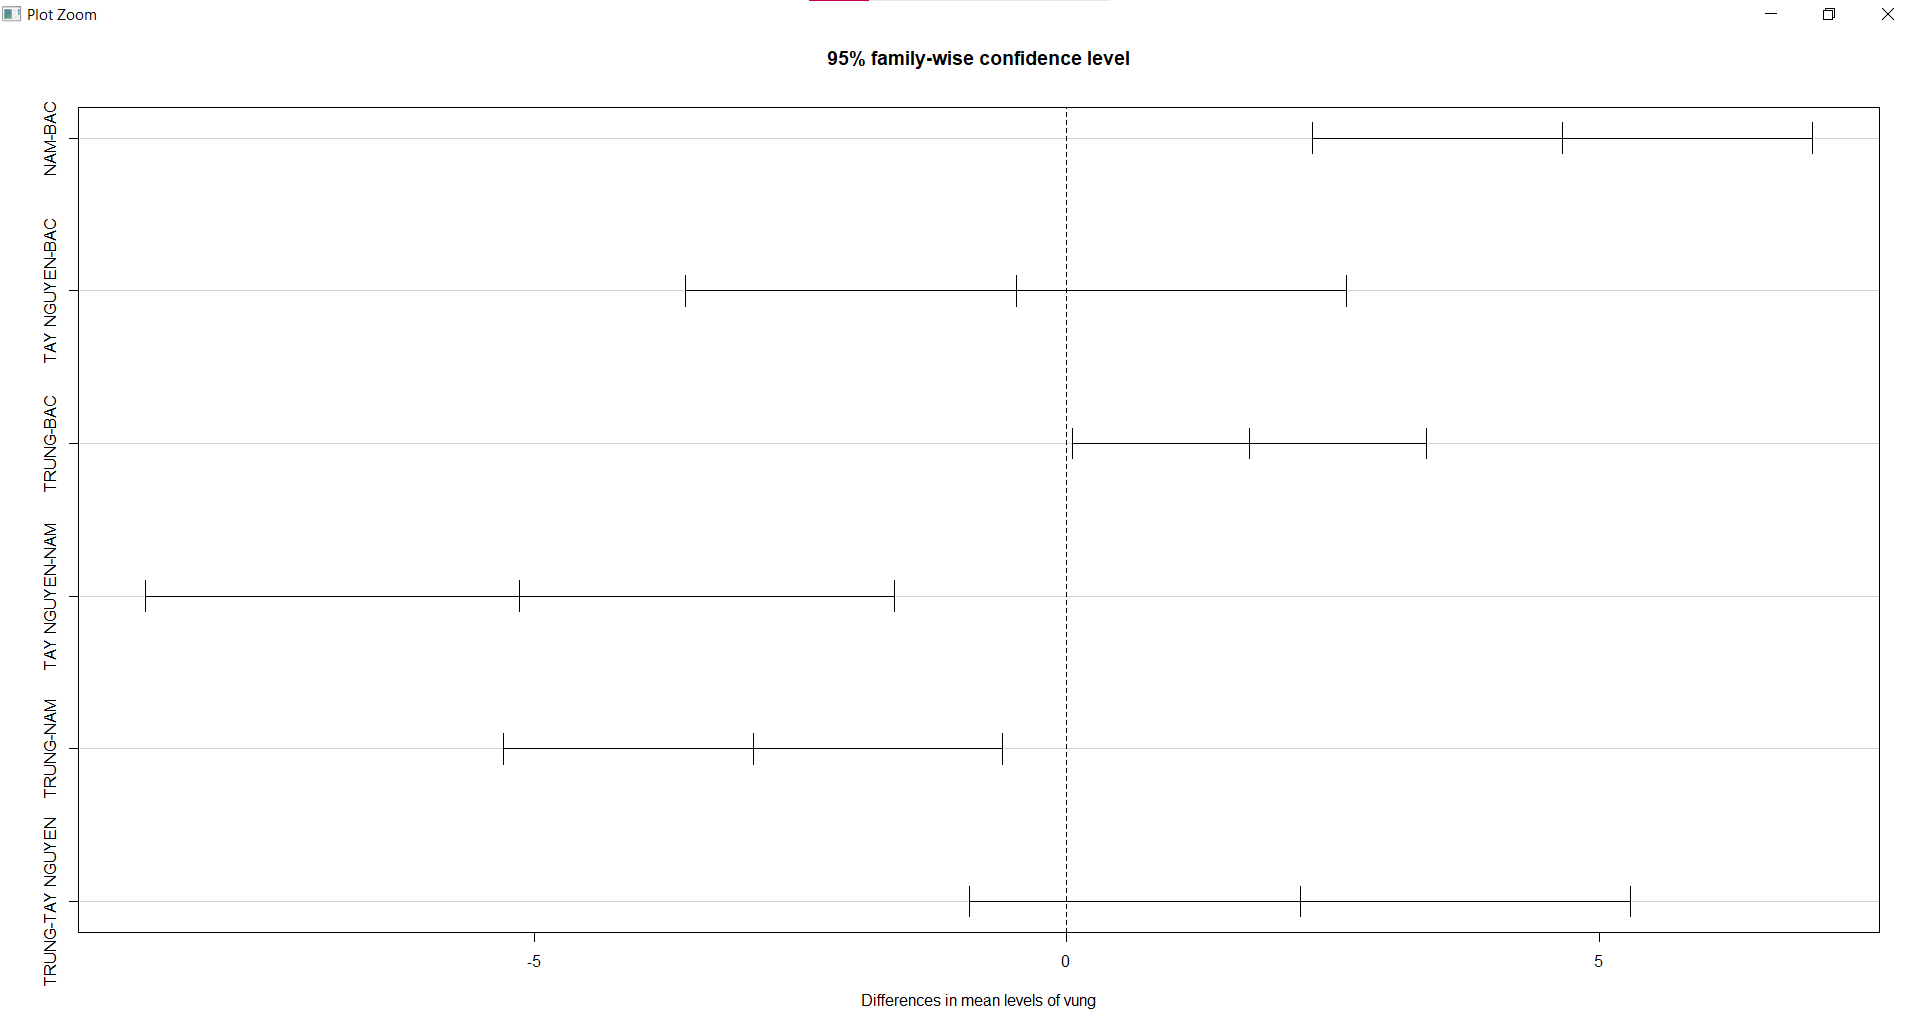 Plot Zoom
95% family-wise confidence level
NAM-BAC
TAY NGUYEN-BAC
TRUNG-BAC
TAY NGUYEN-NAM
TRUNG-NAM
TRUNG-TAY NGUYEN
-5 0 5
Differences in mean levels of vung